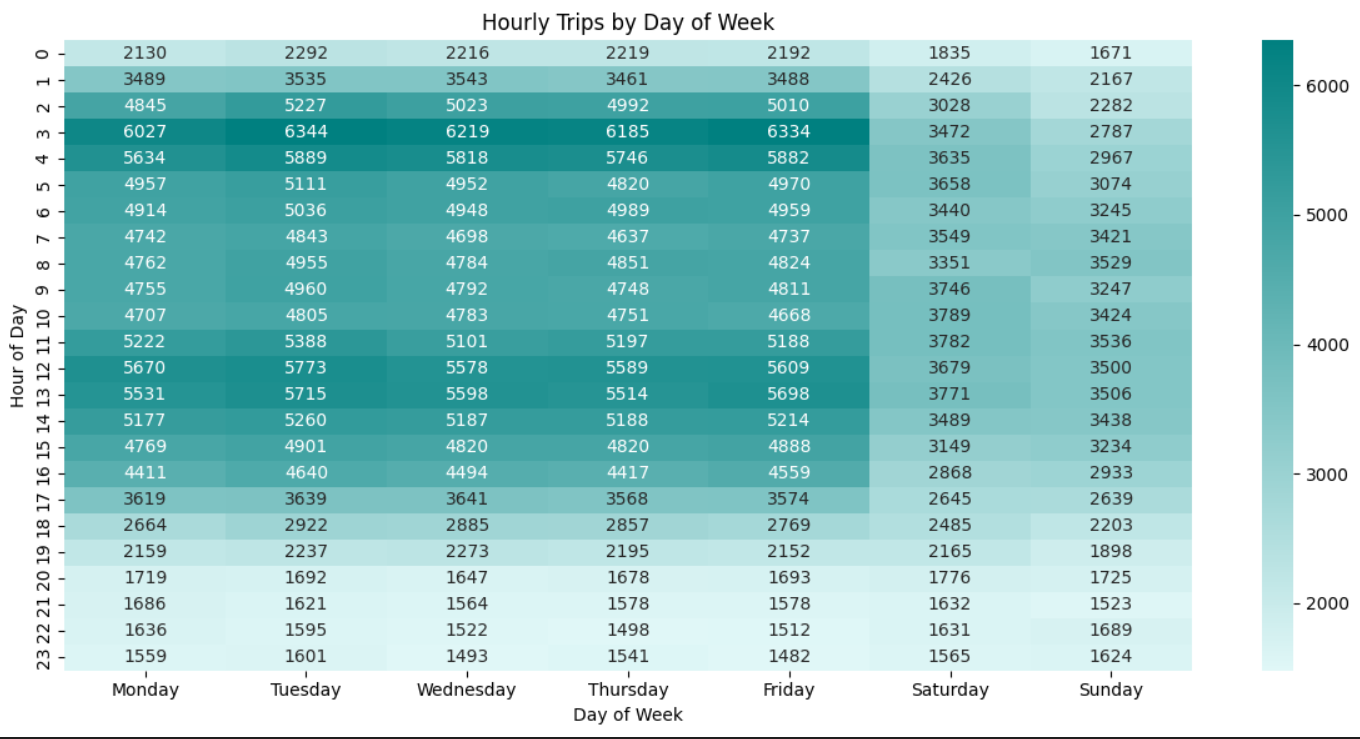 Hourly Trips by Day of Week
0 2130 2292 2216 2219 2192 1835 1671
1 3489 3535 3543 3461 3488 2426 2167
2 4845 5227 5023 4992 5010 3028 2282
3 6027 6344 6219 6185 6334 3472 2787
4 5634 5889 5818 5746 5882 3635 2967
5 4957 5111 4952 4820 4970 3658 3074
6 4914 5036 4948 4989 4959 3440 3245
7 4742 4843 4698 4637 4737 3549 3421
8 4762 4955 4784 4851 4824 3351 3529
9 4755 4960 4792 4748 4811 3746 3247
10 4707 4805 4783 4751 4668 3789 3424
11 5222 5388 5101 5197 5188 3782 3536
12 5670 5773 5578 5589 5609 3679 3500
13 5531 5715 5598 5514 5698 3771 3506
14 5177 5260 5187 5188 5214 3489 3438
15 4769 4901 4820 4820 4888 3149 3234
16 4411 4640 4494 4417 4559 2868 2933
17 3619 3639 3641 3568 3574 2645 2639
18 2664 2922 2885 2857 2769 2485 2203
19 2159 2237 2273 2195 2152 2165 1898
20 1719 1692 1647 1678 1693 1776 1725
21 1686 1621 1564 1578 1578 1632 1523
22 1636 1595 1522 1498 1512 1631 1689
23 1559 1601 1493 1541 1482 1565 1624
Monday Tuesday Wednesday Thursday Friday Saturday Sunday
Day of Week
Hour of Day
6000
5000
4000
3000
2000